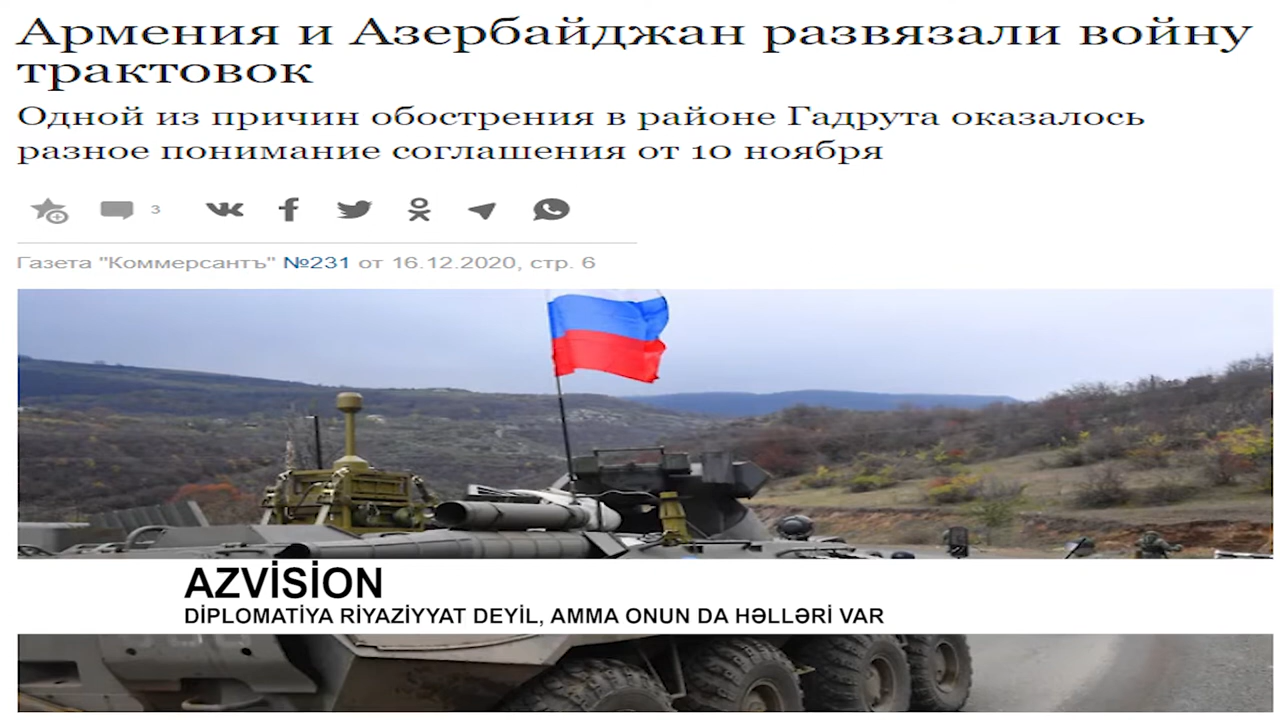 Армения и Азербайджан развязали войну
трактовок
Одной из причин обострения в районе Гадрута оказалось
разное понимание соглашения от 10 ноября
3
Газета "Коммерсантъ" №231 от 16.12.2020, стр. 6
AZVİSİON
DİPLOMATİYA RİYAZİYYAT DEYİL, AMMA ONUN DA HƏLLƏRİ VAR